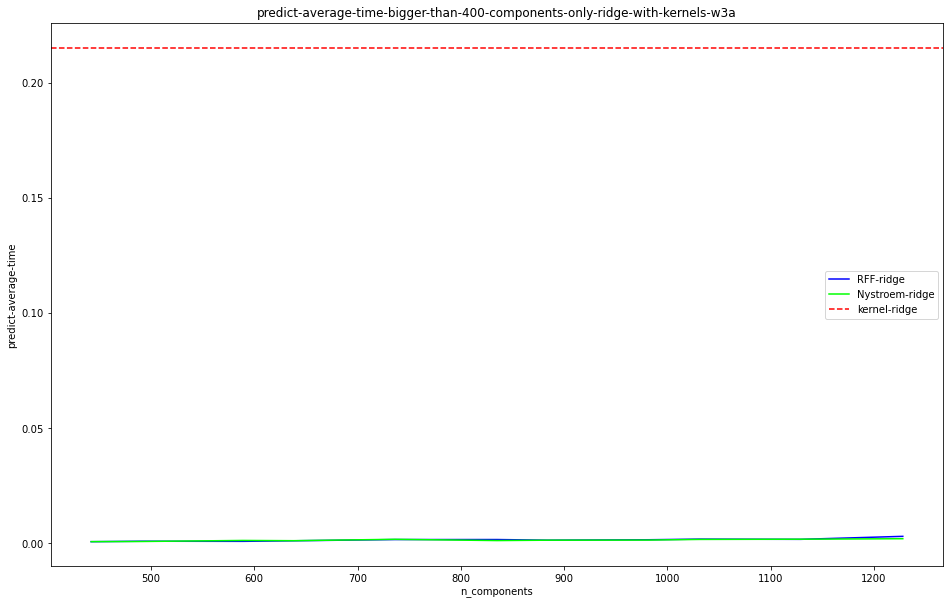 predict-average-time-bigger-than-400-components-only-ridge-with-kernels-w3a
0.20
0.15
0.10
0.05
0.00
predict-average-time
RFF-ridge
Nystroem-ridge
kernel-ridge
500 600 700 800 900 1000 1100 1200
n_components